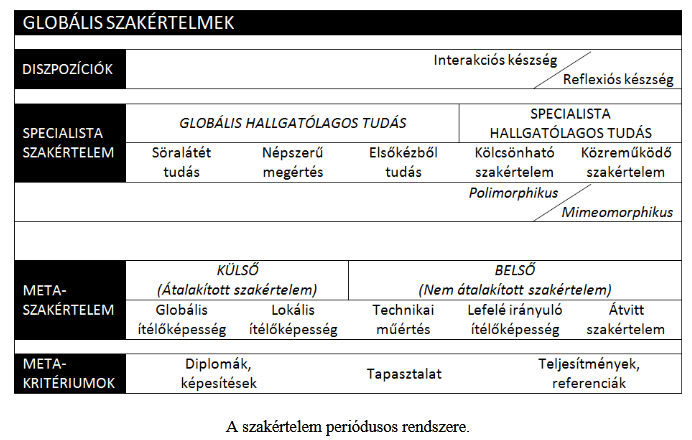 GLOBÁLIS SZAKÉRTELMEK
DISZPOZÍCIÓK
Interakciós készség
Reflexiós készség
SPECIALISTA
SZAKÉRTELEM
GLOBÁLIS HALLGATÓLAGOS TUDÁS
SPECIALISTA
HALLGATÓLAGOS TUDÁS
Söralátét
tudás
Népszerű
megértés
Elsőkézből
tudás
Kölcsönható
szakértelem
Közreműködő
szakértelem
Polimorphikus
Mimeomorphikus
META-
SZAKÉRTELEM
KÜLSŐ
(Átalakított szakértelem)
BELSŐ
(Nem átalakított szakértelem)
Globális
ítélőképesség
Lokális
ítélőképesség
Technikai
műértés
Lefelé irányuló
ítélőképesség
Átvitt
szakértelem
META-
KRITÉRIUMOK
Diplomák,
képesítések
Tapasztalat
Teljesítmények,
referenciák
A szakértelem periódusos rendszere.